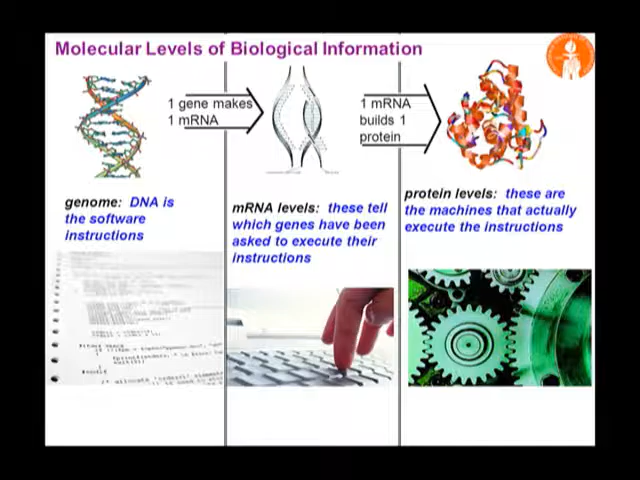 Molecular Levels of Biological Information
1 gene makes
1 mRNA
1 mRNA
builds 1
protein
genome: DNA is
the software
instructions
mRNA levels: these tell
which genes have been
asked to execute their
instructions
protein levels: these are
the machines that actually
execute the instructions